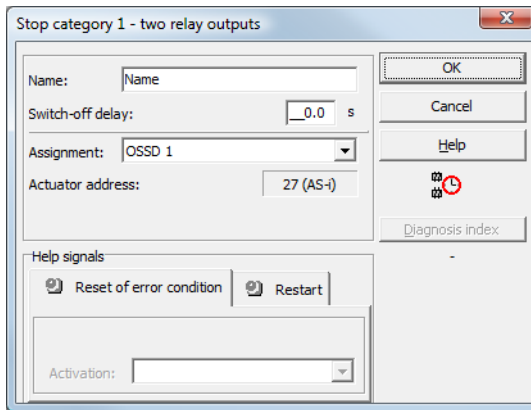 Stop category 1 - two relay outputs
Name: Name
Switch-off delay: __0.0 s
Assignment: OSSD 1
Actuator address: 27 (AS-i)
OK
Cancel
Help
Diagnosis index
-
Help signals
Reset of error condition
Restart
Activation: